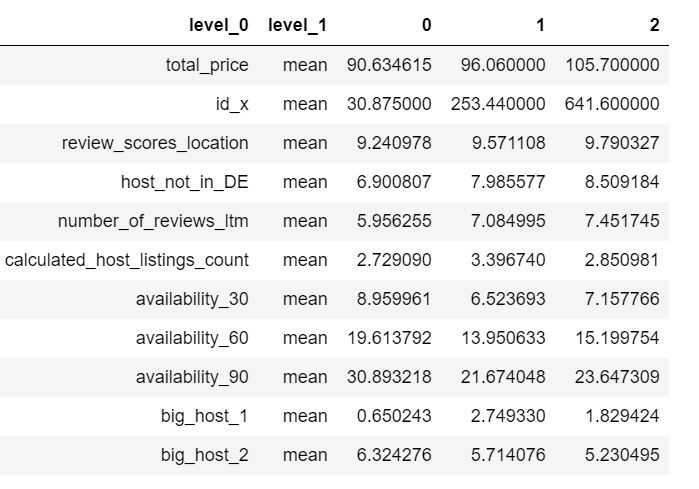 level_0 level_1 0 1 2
total_price mean 90.634615 96.060000 105.700000
id_x mean 30.875000 253.440000 641.600000
review_scores_location mean 9.240978 9.571108 9.790327
host_not_in_DE mean 6.900807 7.985577 8.509184
number_of_reviews_ltm mean 5.956255 7.084995 7.451745
calculated_host_listings_count mean 2.729090 3.396740 2.850981
availability_30 mean 8.959961 6.523693 7.157766
availability_60 mean 19.613792 13.950633 15.199754
availability_90 mean 30.893218 21.674048 23.647309
big_host_1 mean 0.650243 2.749330 1.829424
big_host_2 mean 6.324276 5.714076 5.230495